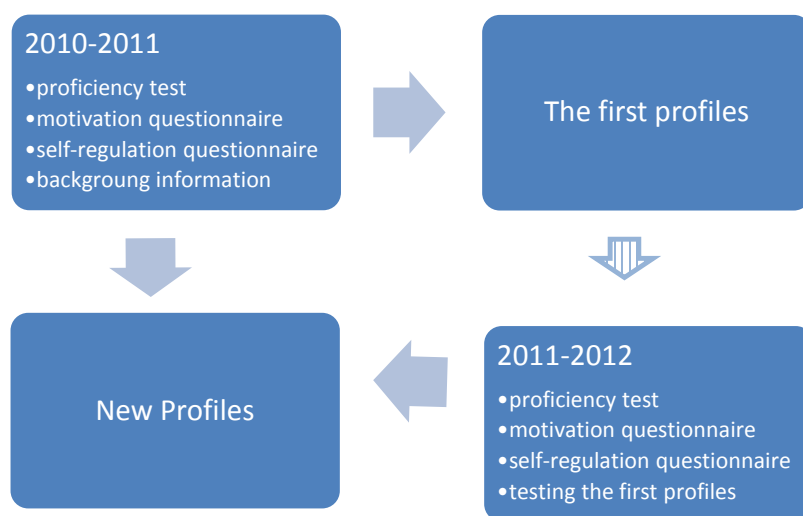 2010-2011
•proficiency test
•motivation questionnaire
•self-regulation questionnaire
•backgroung information
The first profiles
New Profiles
2011-2012
•proficiency test
•motivation questionnaire
•self-regulation questionnaire
•testing the first profiles